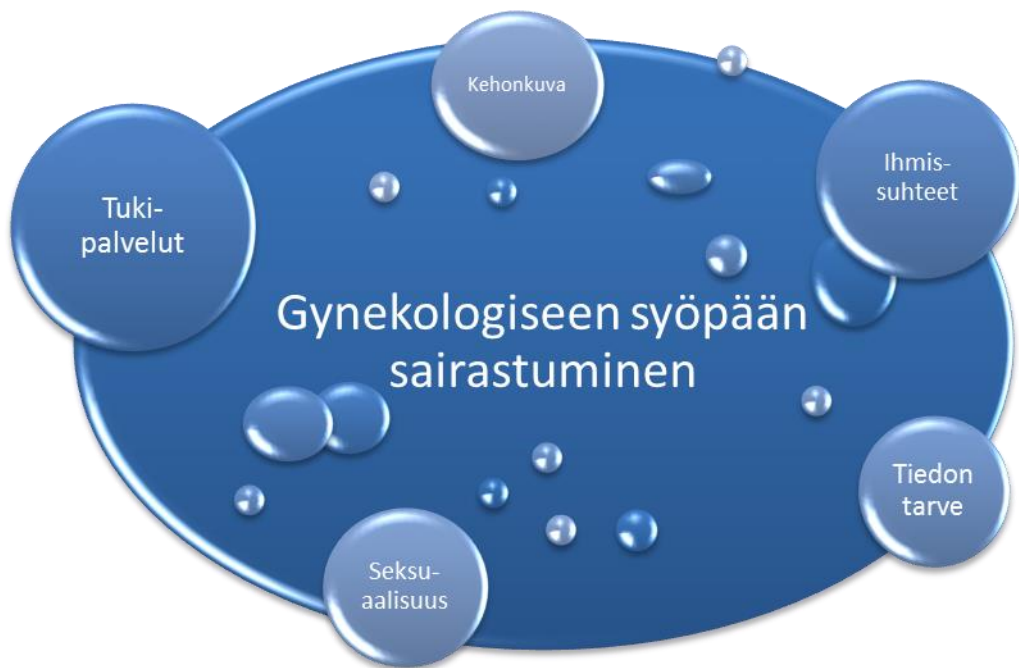 Kehonkuva
Ihmis-
suhteet
Tuki-
palvelut
Gynekologiseen syöpään
sairastuminen
Tiedon
tarve
Seksu-
aalisuus